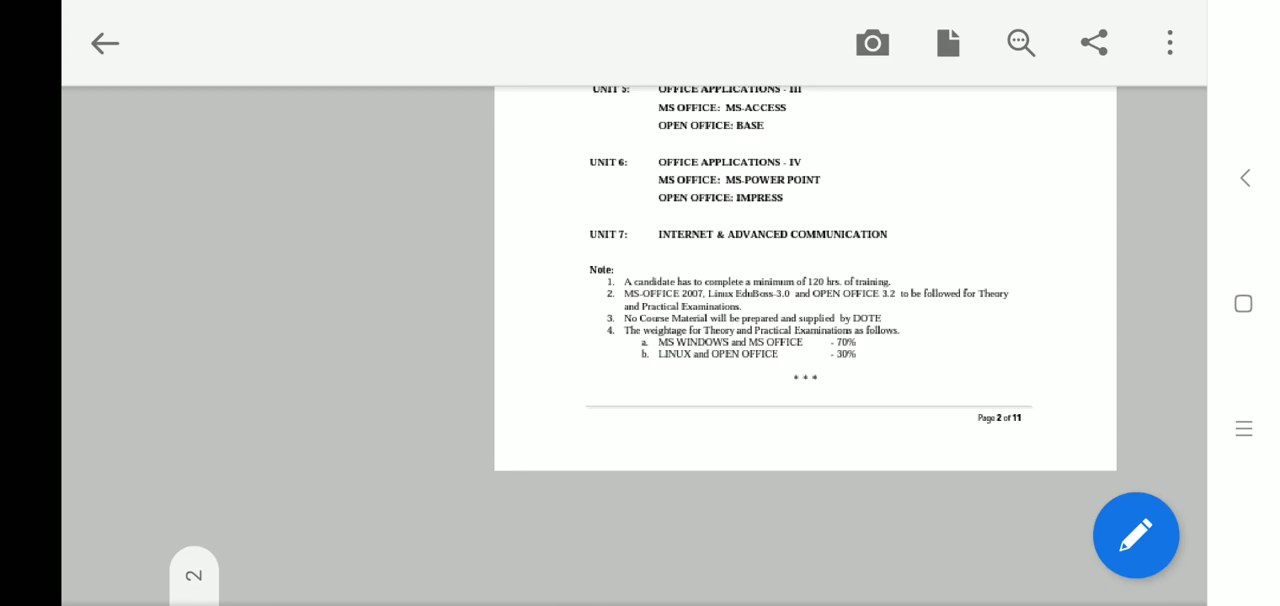 UNIT 5: OFFICE APPLICATIONS - III
MS OFFICE: MS-ACCESS
OPEN OFFICE: BASE
UNIT 6: OFFICE APPLICATIONS - IV
MS OFFICE: MS-POWER POINT
OPEN OFFICE: IMPRESS
UNIT 7: INTERNET & ADVANCED COMMUNICATION
Note:
1. A candidate has to complete a minimum of 120 hrs. of training.
2. MS-OFFICE 2007, Linux EduBoss-3.0 and OPEN OFFICE 3.2 to be followed for Theory
and Practical Examinations.
3. No Course Material will be prepared and supplied by DOTE
4. The weightage for Theory and Practical Examinations as follows.
a. MS WINDOWS and MS OFFICE - 70%
b. LINUX and OPEN OFFICE - 30%
* * *
Page 2 of 11
2